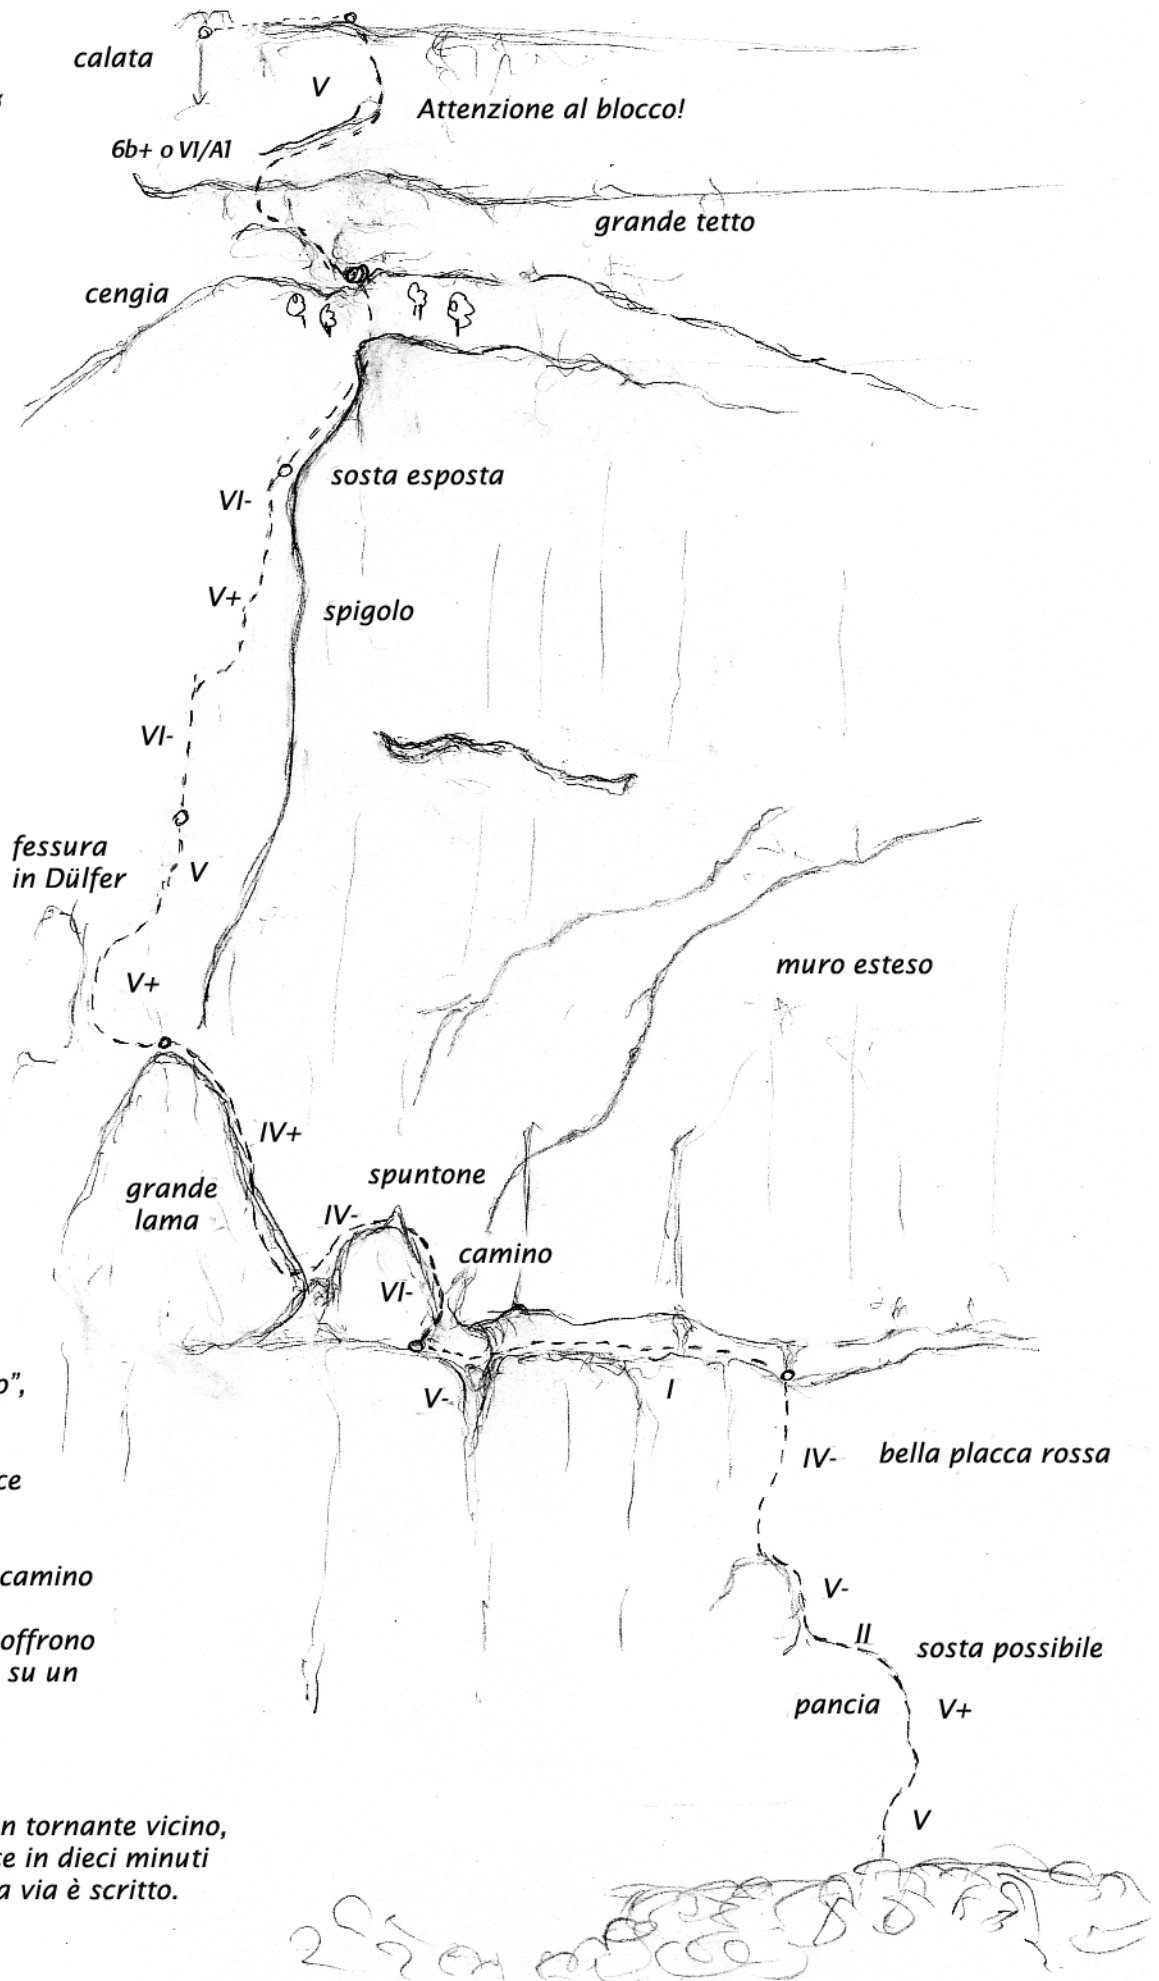 calata
V
Attenzione al blocco!
6b+ o VI/A1
grande tetto
cengia
sosta esposta
VI-
V+
spigolo
VI-
fessura
in Dülfer
V
V+
muro esteso
IV+
spuntone
grande
lama
IV-
camino
VI-
V-
I
IV-
bella placca rossa
camino
V-
II
offrono
su un
sosta possibile
pancia
V+
tornante vicino,
in dieci minuti
via è scritto.
V